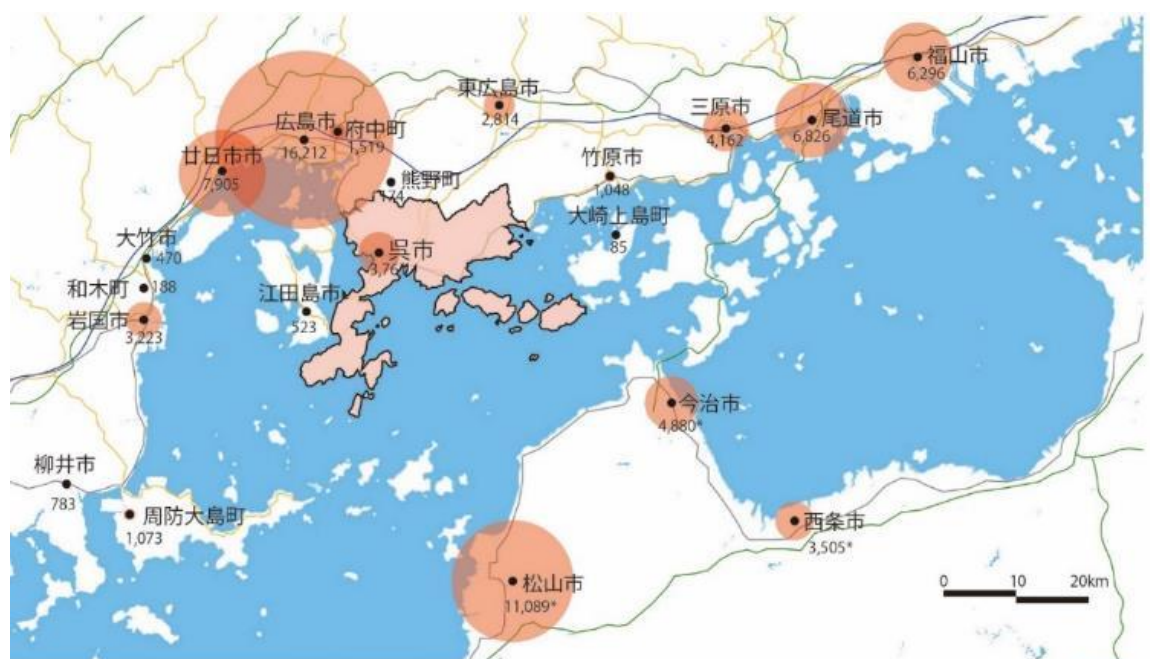 福山市
6,296
東広島市
2,814
三原市
4,162
尾道市
6,826
広島市
16,212
府中町
1,519
廿日市市
7,905
熊野町
174
竹原市
1,048
大崎上島町
85
呉市
大竹市
470
和木町
188
岩国市
3,223
江田島市
523
今治市
4,880*
柳井市
783
周防大島町
1,073
西条市
3,505*
松山市
11,089*
0 10 20km